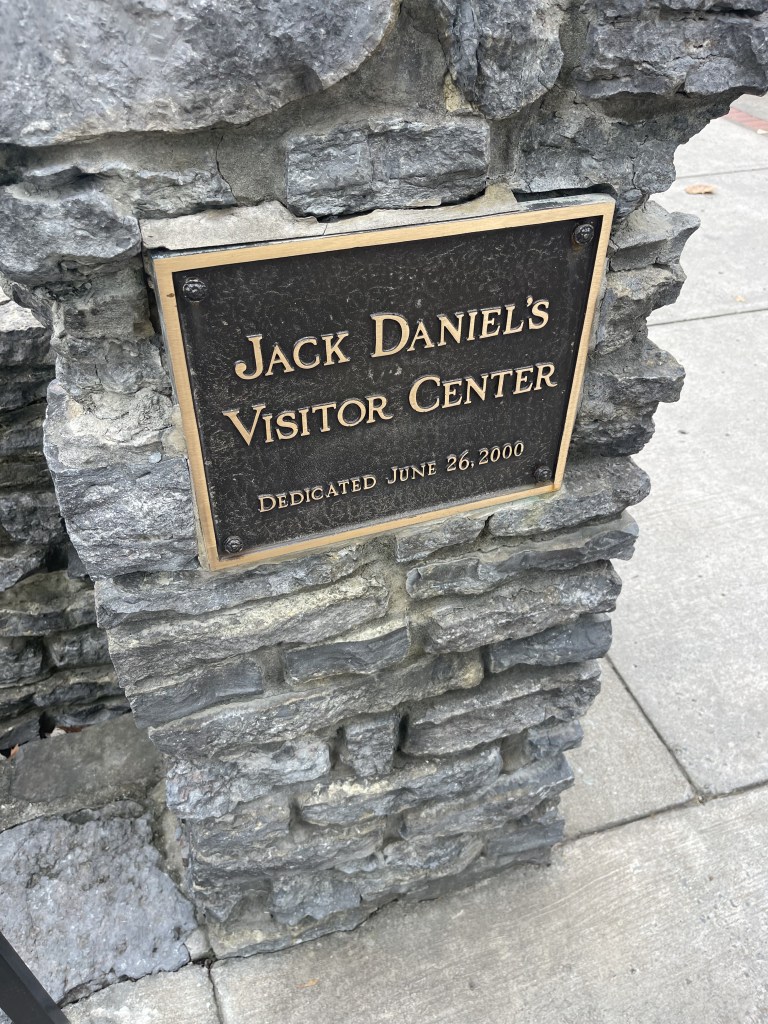 Jack Daniel's
Visitor Center
Dedicated June 26, 2000